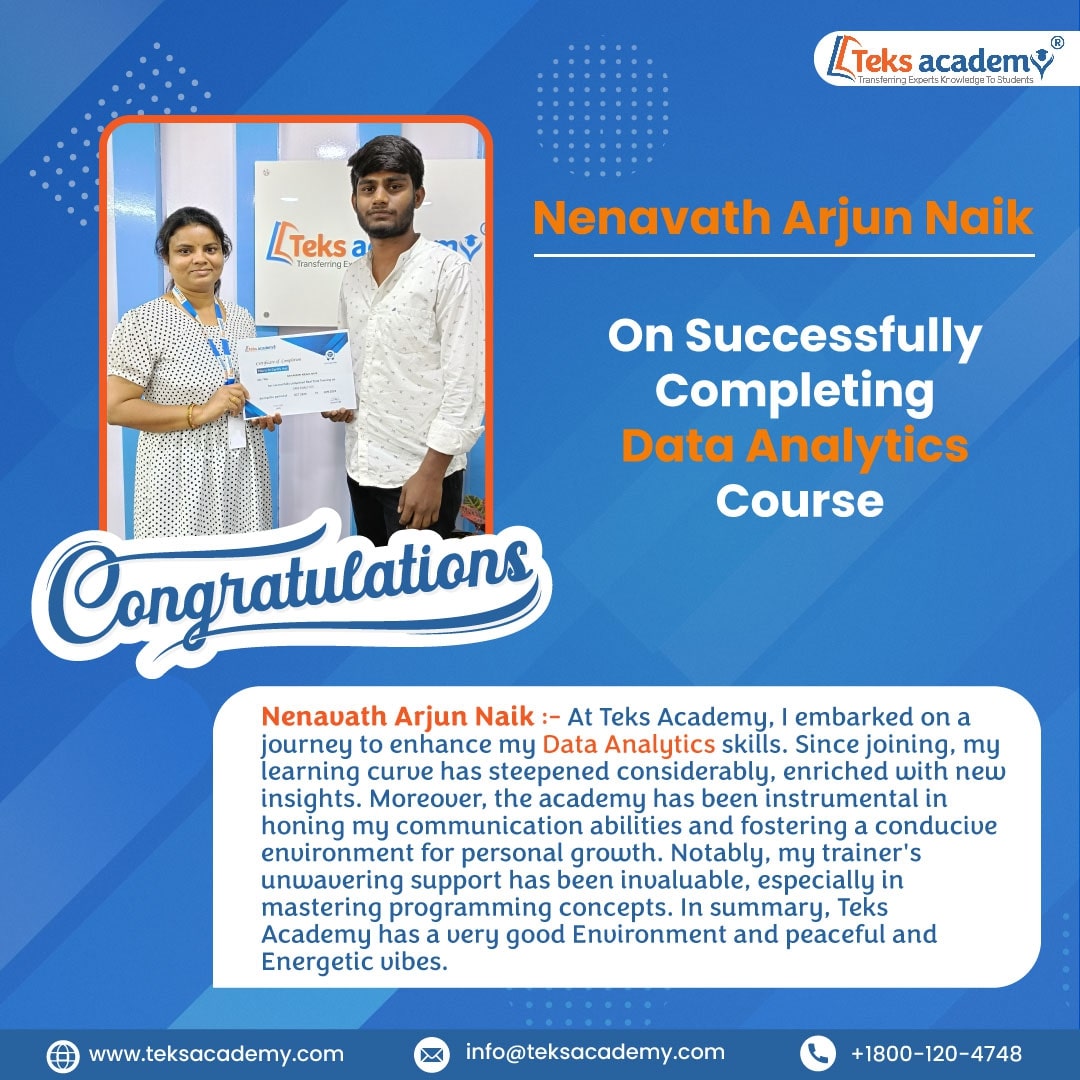 Teks academy®
Transferring Experts Knowledge To Students
Teks academy
Transferring Exp
Teks academy
Certificate of Completion
Nenavath Arjun Naik
On Successfully
Completing
Data Analytics
Course
Congratulations
Nenavath Arjun Naik :- At Teks Academy, I embarked on a
journey to enhance my Data Analytics skills. Since joining, my
learning curve has steepened considerably, enriched with new
insights. Moreover, the academy has been instrumental in
honing my communication abilities and fostering a conducive
environment for personal growth. Notably, my trainer's
unwavering support has been invaluable, especially in
mastering programming concepts. In summary, Teks
Academy has a very good Environment and peaceful and
Energetic vibes.
www.teksacademy.com
info@teksacademy.com
+1800-120-4748